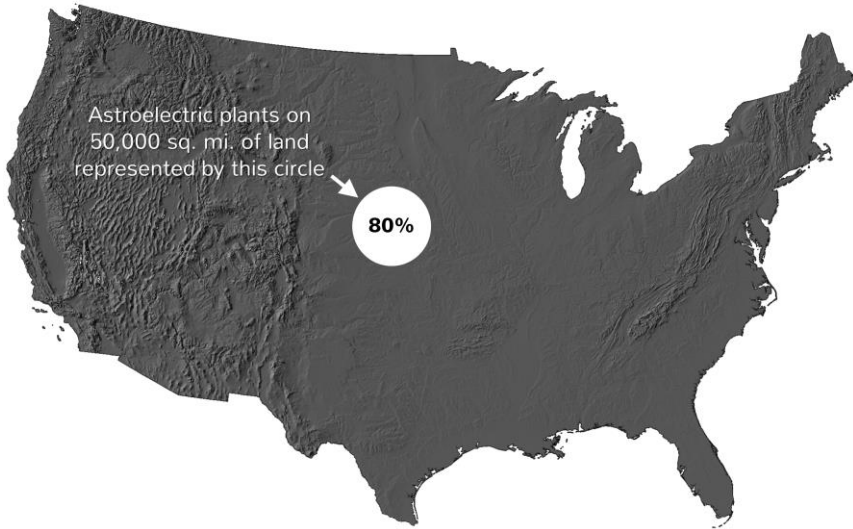 Astroelectric plants on
50,000 sq. mi. of land
represented by this circle
80%